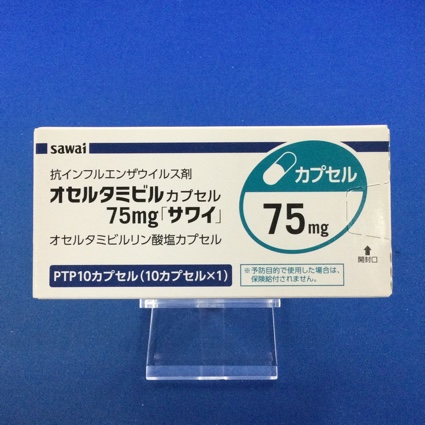 sawai
抗インフルエンザウイルス剤
オセルタミビルカプセル
75mg「サワイ」
オセルタミビルリン酸塩カプセル
PTP10カプセル(10カプセル×1)
カプセル
75mg
※予防目的で使用した場合は、
保険給付されません。
開封口